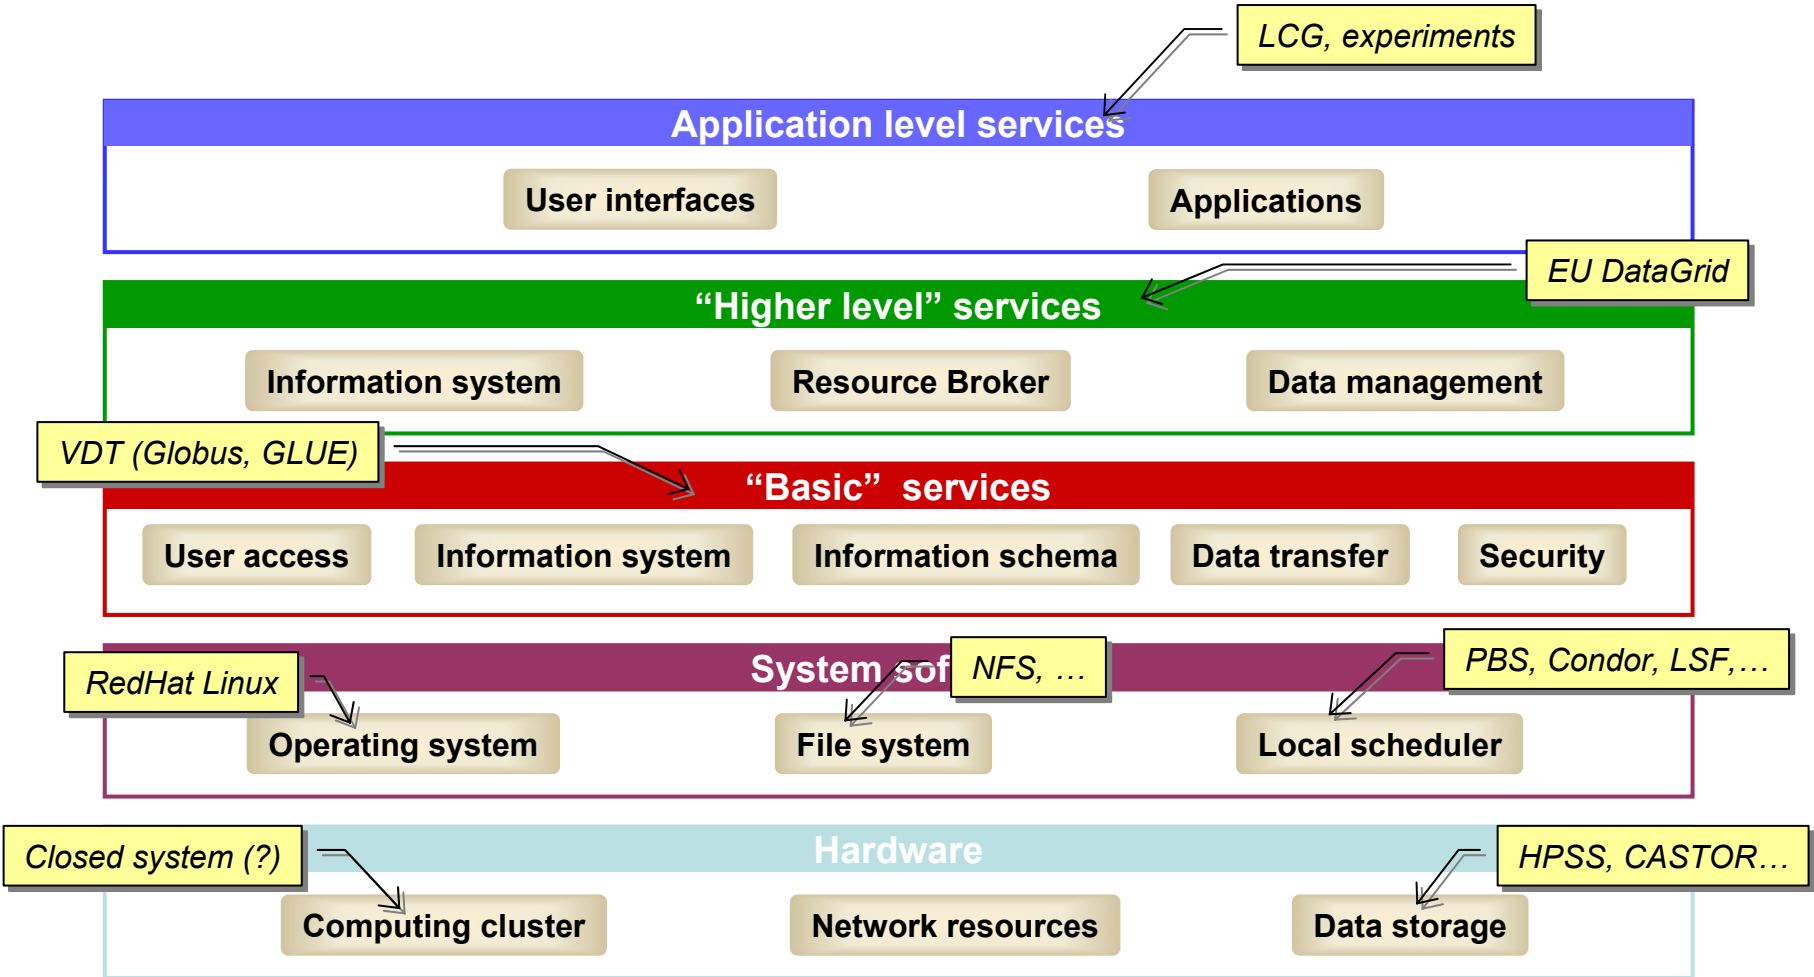 LCG, experiments
Application level services
User interfaces
Applications
EU DataGrid
“Higher level” services
Information system
Resource Broker
Data management
VDT (Globus, GLUE)
“Basic”  services
User access
Information system
Information schema
Data transfer
Security
RedHat Linux
System sof
NFS, …
PBS, Condor, LSF,…
Operating system
File system
Local scheduler
Closed system (?)
Hardware
HPSS, CASTOR…
Computing cluster
Network resources
Data storage